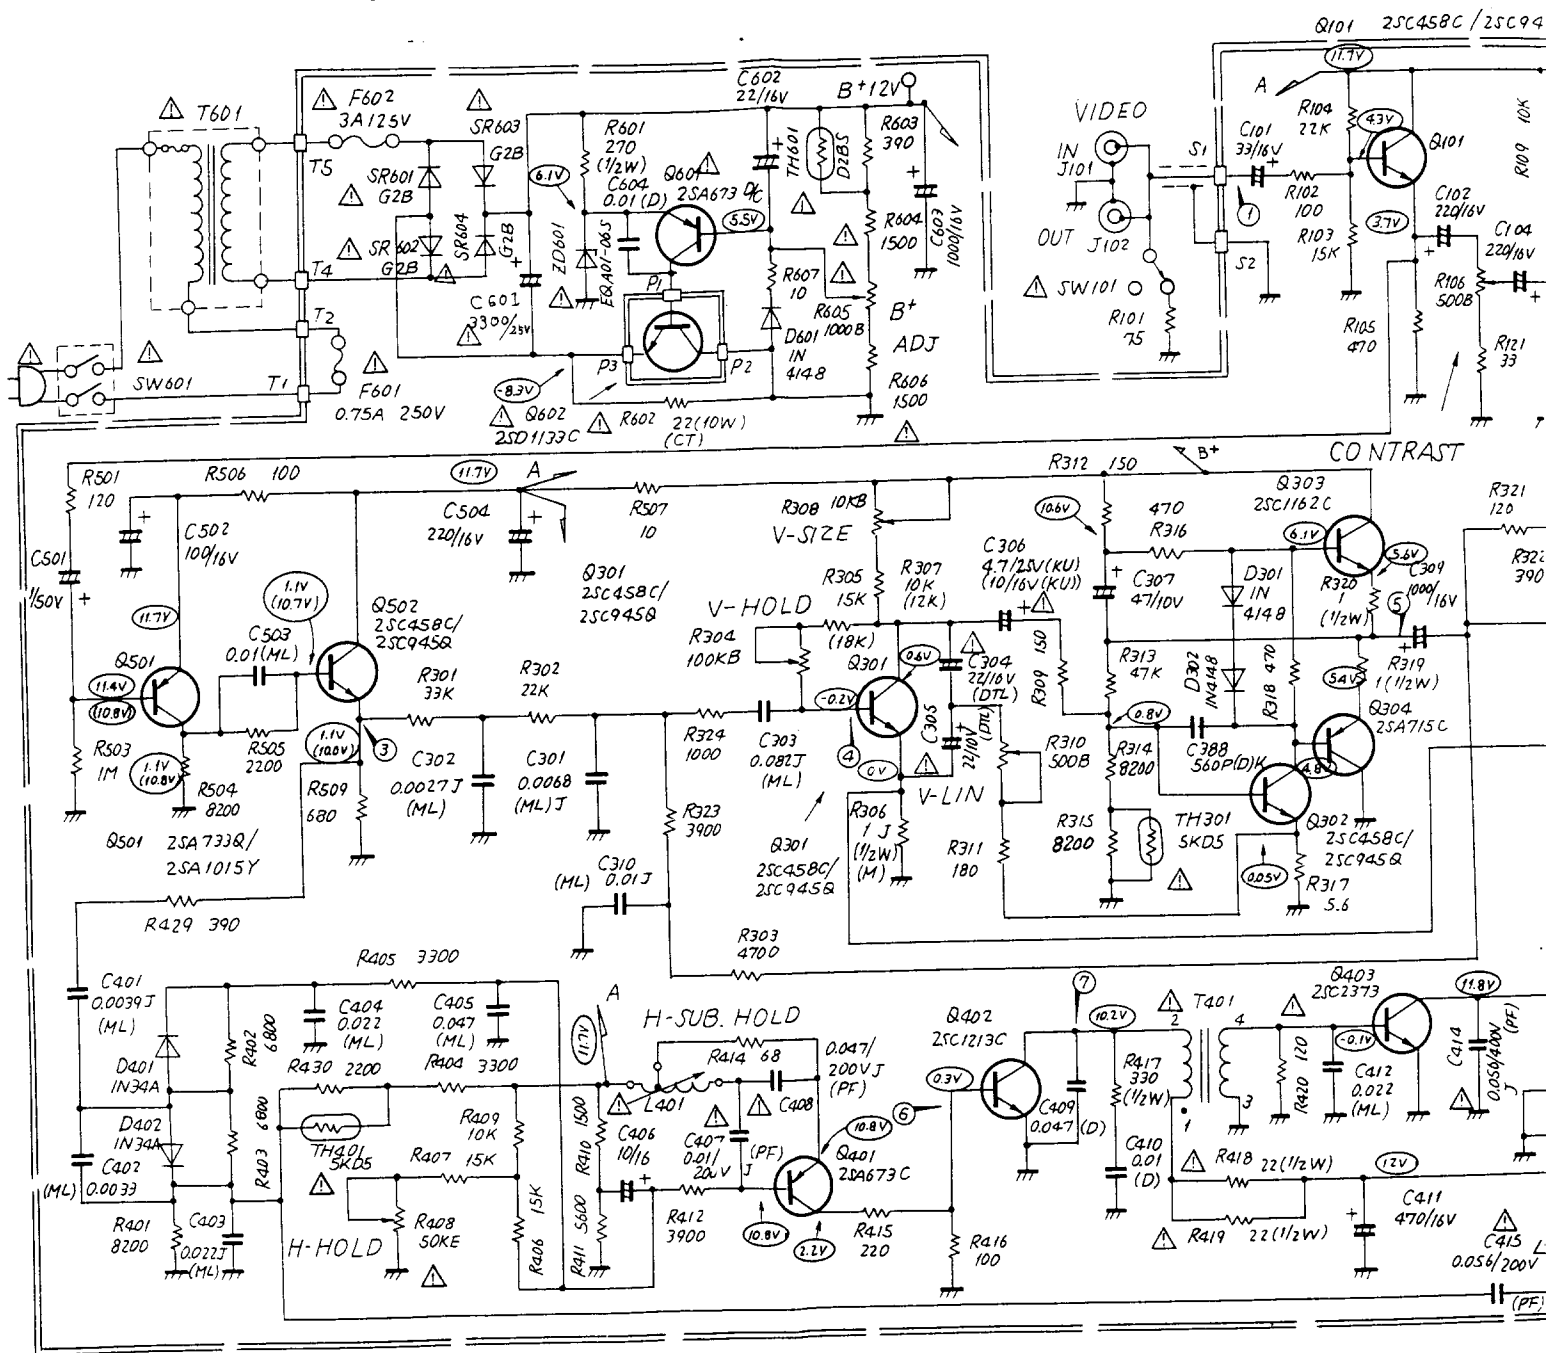 Q101 2SC458C/2SC94
11.7V
A
T601
F602
3A125V
SR603
G2B
T5
SR601
G2B
SR602
G2B
SR604
G2B
T4
T2
T1
SW601
F601
0.75A 250V
C601
3300/25V
6.1V
R601
270
(1/2W)
C604
0.01(D)
Q601
2SA673 D/C
5.5V
ZD601
EQA01-06S
P1
P3
P2
-8.3V
Q602
2SD1133C
R602
22(10W)
(CT)
C602
22/16V
TH601
D2BS
B+12V
R603
390
R604
1500
C603
1000/16V
R607
10
R605
1000B
D601
1N
4148
B+
ADJ
R606
1500
VIDEO
IN
J101
OUT
J102
SW101
R101
75
S1
S2
C101
33/16V
1
R102
100
R104
22K
4.3V
Q101
R103
15K
3.7V
C102
220/16V
C104
220/16V
R109 10K
R106
500B
R105
470
R121
33
CONTRAST
R501
120
R506 100
11.7V
A
C501
1/50V
C502
100/16V
C504
220/16V
R507
10
11.7V
1.1V
(10.7V)
C503
0.01(ML)
Q502
2SC458C/
2SC945Q
Q501
11.4V
(10.8V)
R503
1M
1.1V
(10.8V)
R504
8200
R505
2200
1.1V
(10.0V)
3
R509
680
Q501 2SA733Q/
2SA1015Y
R429 390
R301
33K
R302
22K
C302
0.0027J
(ML)
C301
0.0068
(ML)J
Q301
2SC458C/
2SC945Q
R324
1000
R323
3900
C310
(ML) 0.01J
C303
0.082J
(ML)
R303
4700
V-HOLD
R304
100KB
R308 10KB
V-SIZE
R305
15K
(18K)
R307
10K
(12K)
Q301
0.6V
-0.2V
4
0V
C306
4.7/25V(KU)
(10/16V(KU))
C304
22/16V
(DTL)
C305
22/10V
(DTL)
R309 150
V-LIN
R310
500B
R306
1 J
(1/2W)
(M)
Q301
2SC458C/
2SC945Q
R311
180
R312 150
B+
10.6V
470
R316
C307
47/10V
R313
47K
0.8V
R314
8200
R315
8200
TH301
5KD5
C388
560P(D)K
D301
1N
4148
D302
1N4148
R318 470
Q303
2SC1162C
6.1V
5.6V
R320
1
(1/2W)
C309
1000/16V
5
R319
1(1/2W)
5.4V
Q304
2SA715C
4.8V
Q302
2SC458C/
2SC945Q
0.05V
R317
5.6
R321
120
R322
390
C401
0.0039J
(ML)
D401
1N34A
D402
1N34A
C402
(ML) 0.0033
R401
8200
C403
0.022J
(ML)
R402
6800
R403 6800
R405 3300
C404
0.022
(ML)
C405
0.047
(ML)
R430 2200
R404 3300
TH401
5KD5
R407 15K
R409
10K
H-HOLD
R408
50KE
R406 15K
11.7V
A
H-SUB.HOLD
R414 68
L401
0.047/
200VJ
(PF)
C408
R410 1500
R411 5600
C406
10/16
C407
0.01/
200V
(PF)
J
R412
3900
10.8V
Q401
2SA673C
10.8V
2.2V
R415
220
R416
100
6
0.3V
Q402
2SC1213C
7
10.2V
C409
0.047(D)
R417
330
(1/2W)
C410
0.01
(D)
T401
2
4
1
3
R418 22(1/2W)
R419 22(1/2W)
12V
R420 120
-0.1V
C412
0.022
(ML)
Q403
2SC2373
11.8V
C414
0.056/400V
(PF)
J
C411
470/16V
C415
0.056/200V
(PF)